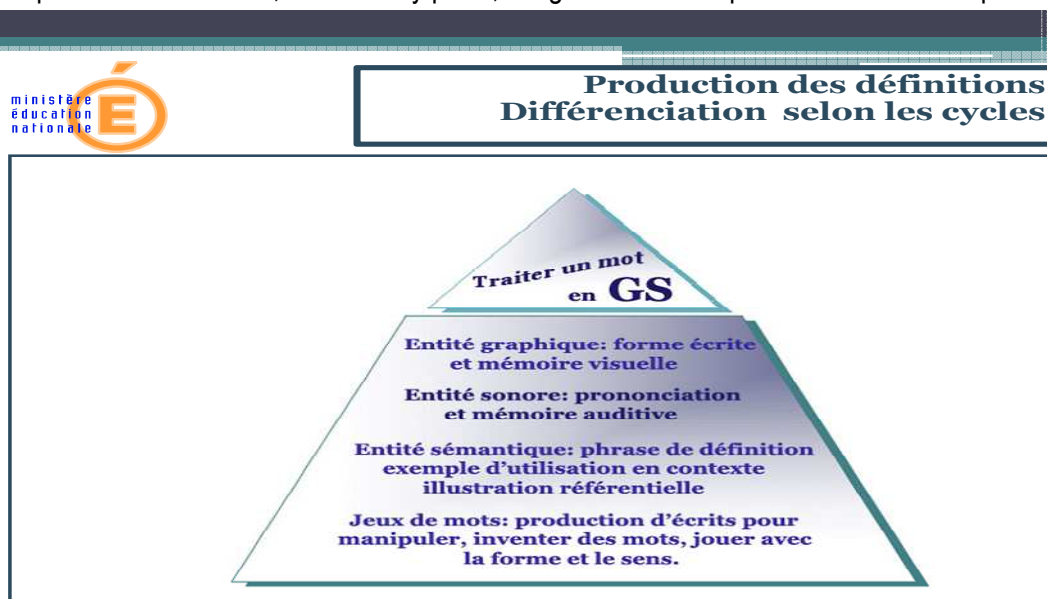 Production des définitions
Différenciation selon les cycles
ministère
éducation
nationale
É
Traiter un mot
en GS
Entité graphique: forme écrite
et mémoire visuelle
Entité sonore: prononciation
et mémoire auditive
Entité sémantique: phrase de définition
exemple d'utilisation en contexte
illustration référentielle
Jeux de mots: production d'écrits pour
manipuler, inventer des mots, jouer avec
la forme et le sens.